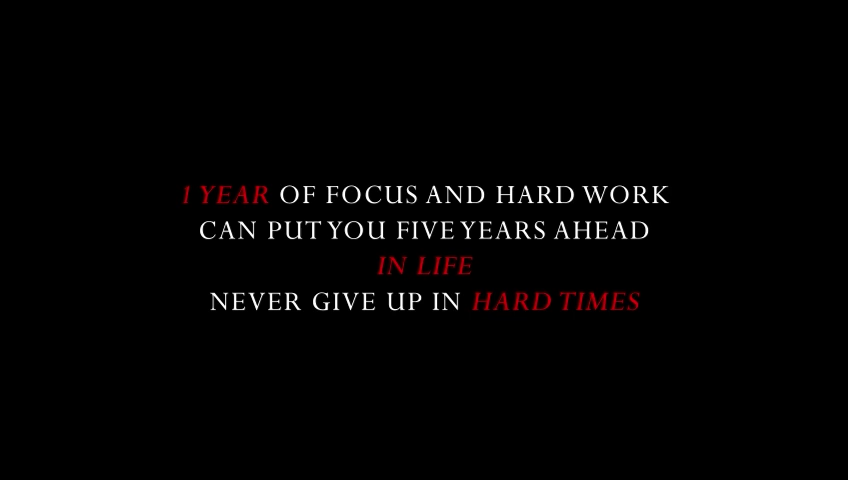 1 YEAR OF FOCUS AND HARD WORK
CAN PUT YOU FIVE YEARS AHEAD
IN LIFE
NEVER GIVE UP IN HARD TIMES